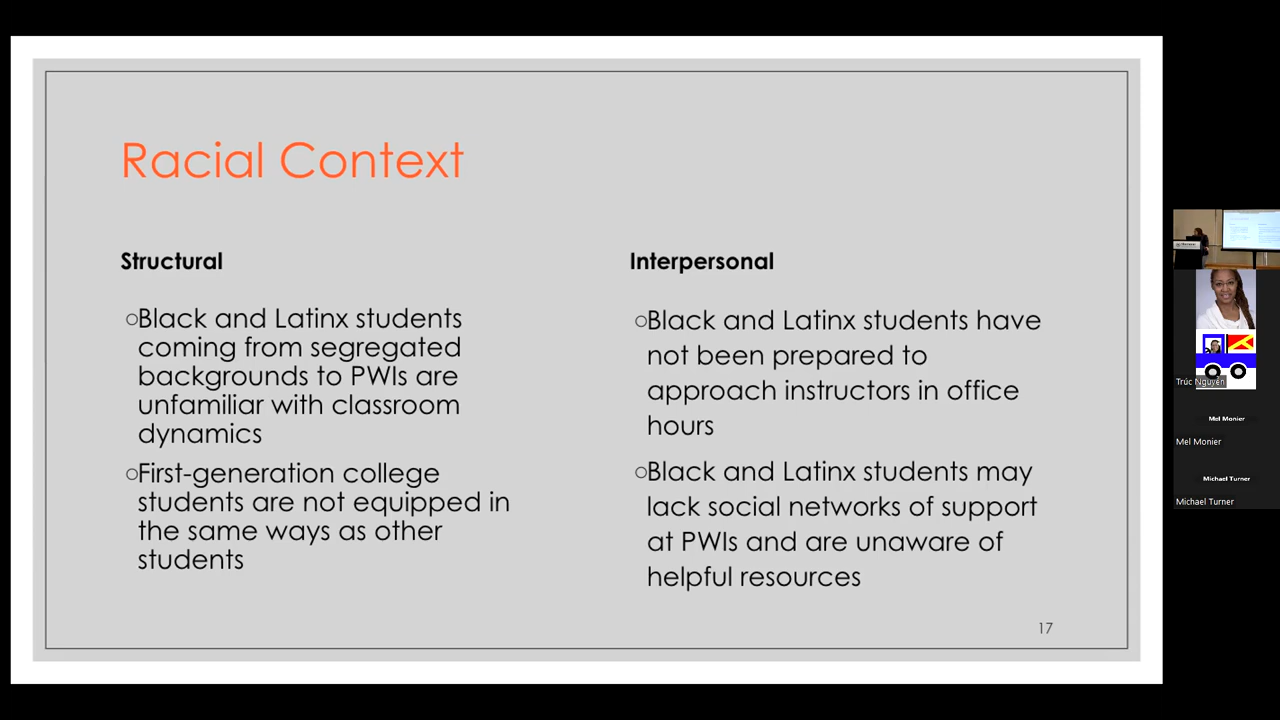 Racial Context
Structural
○Black and Latinx students
coming from segregated
backgrounds to PWIs are
unfamiliar with classroom
dynamics
○First-generation college
students are not equipped in
the same ways as other
students
Interpersonal
○Black and Latinx students have
not been prepared to
approach instructors in office
hours
○Black and Latinx students may
lack social networks of support
at PWIs and are unaware of
helpful resources
17
Trúc Nguyễn
Mel Monier
Mel Monier
Michael Turner
Michael Turner